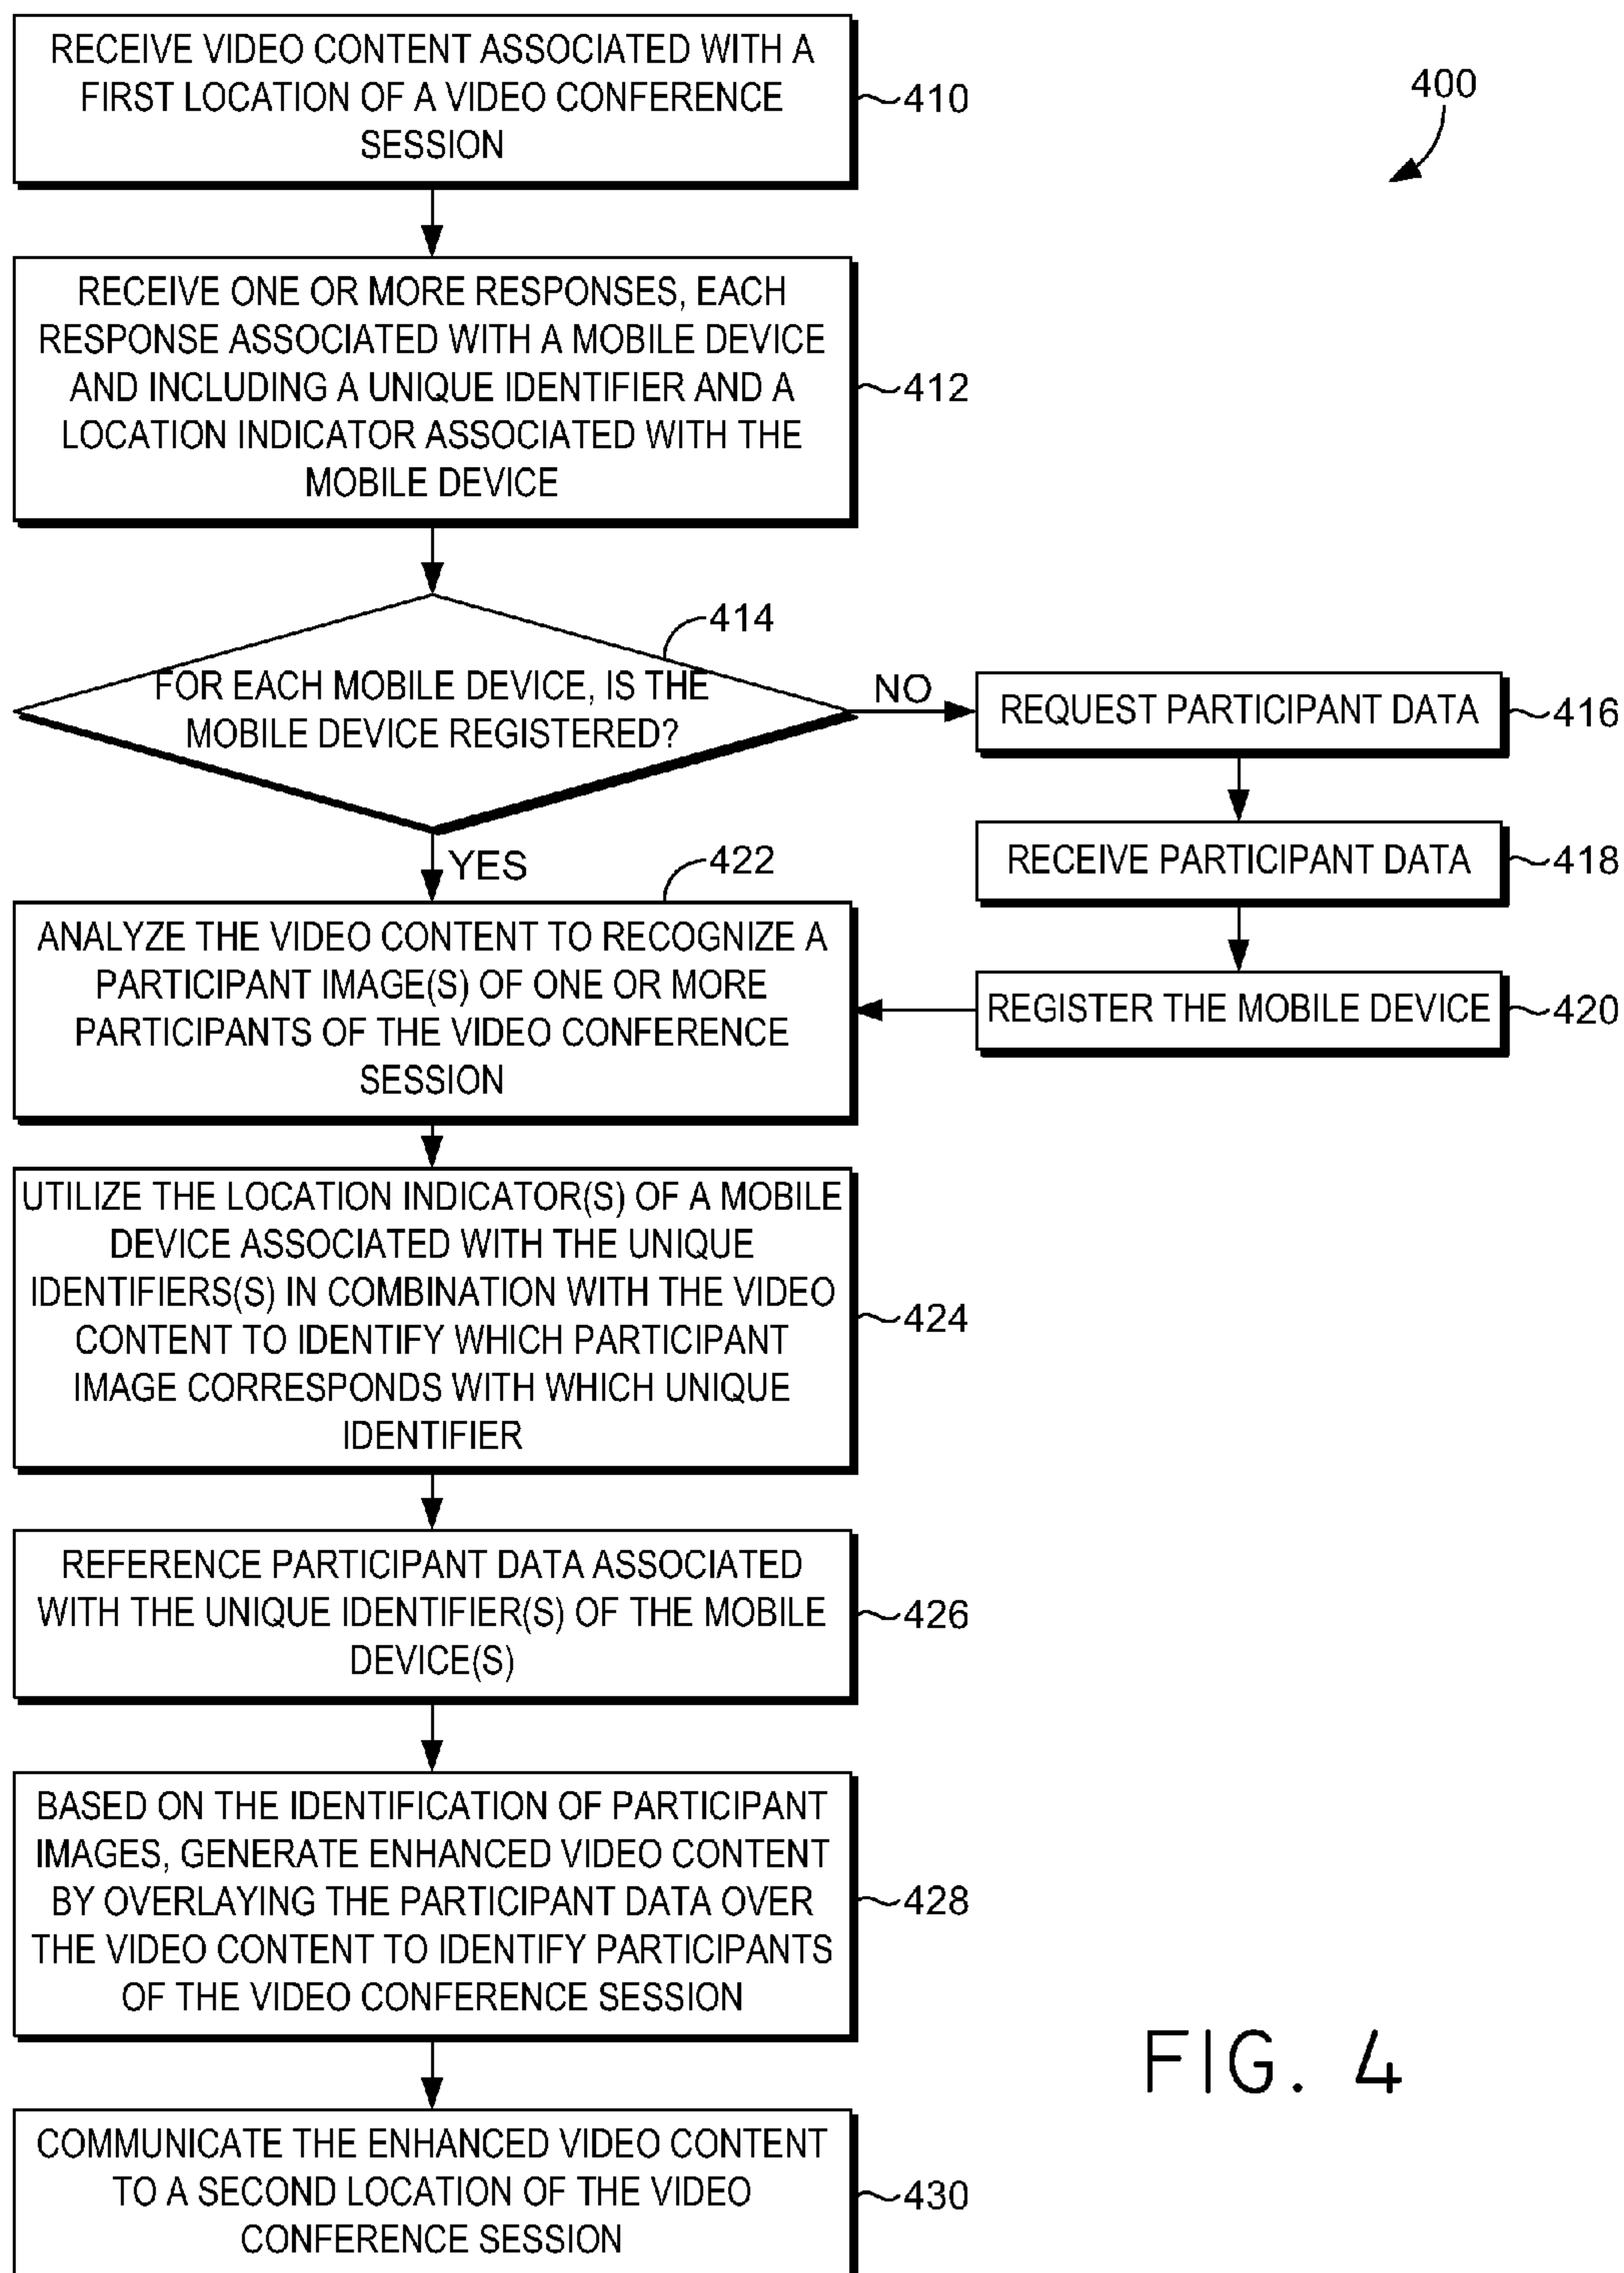 RECEIVE VIDEO CONTENT ASSOCIATED WITH A
FIRST LOCATION OF A VIDEO CONFERENCE
SESSION
410
400
RECEIVE ONE OR MORE RESPONSES, EACH
RESPONSE ASSOCIATED WITH A MOBILE DEVICE
AND INCLUDING A UNIQUE IDENTIFIER AND A
LOCATION INDICATOR ASSOCIATED WITH THE
MOBILE DEVICE
412
414
FOR EACH MOBILE DEVICE, IS THE
MOBILE DEVICE REGISTERED?
NO
REQUEST PARTICIPANT DATA
416
RECEIVE PARTICIPANT DATA
418
REGISTER THE MOBILE DEVICE
420
YES
422
ANALYZE THE VIDEO CONTENT TO RECOGNIZE A
PARTICIPANT IMAGE(S) OF ONE OR MORE
PARTICIPANTS OF THE VIDEO CONFERENCE
SESSION
UTILIZE THE LOCATION INDICATOR(S) OF A MOBILE
DEVICE ASSOCIATED WITH THE UNIQUE
IDENTIFIERS(S) IN COMBINATION WITH THE VIDEO
CONTENT TO IDENTIFY WHICH PARTICIPANT
IMAGE CORRESPONDS WITH WHICH UNIQUE
IDENTIFIER
424
REFERENCE PARTICIPANT DATA ASSOCIATED
WITH THE UNIQUE IDENTIFIER(S) OF THE MOBILE
DEVICE(S)
426
BASED ON THE IDENTIFICATION OF PARTICIPANT
IMAGES, GENERATE ENHANCED VIDEO CONTENT
BY OVERLAYING THE PARTICIPANT DATA OVER
THE VIDEO CONTENT TO IDENTIFY PARTICIPANTS
OF THE VIDEO CONFERENCE SESSION
428
COMMUNICATE THE ENHANCED VIDEO CONTENT
TO A SECOND LOCATION OF THE VIDEO
CONFERENCE SESSION
430
FIG. 4